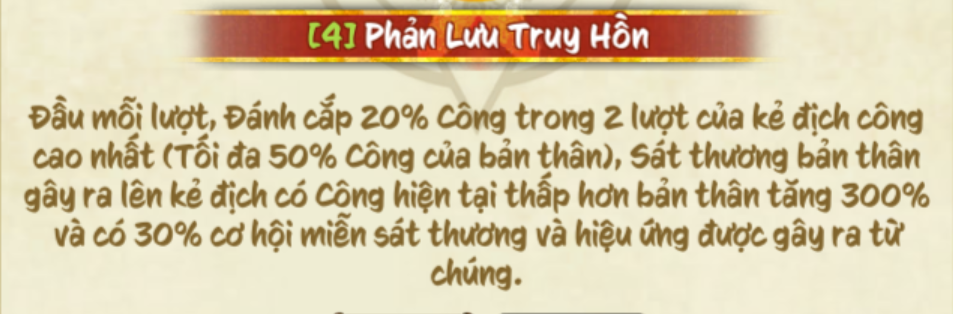 [4] Phản Lưu Truy Hồn
Đầu mỗi lượt, Đánh cắp 20% Công trong 2 lượt của kẻ địch công
cao nhất (Tối đa 50% Công của bản thân), Sát thương bản thân
gây ra lên kẻ địch có Công hiện tại thấp hơn bản thân tăng 300%
và có 30% cơ hội miễn sát thương và hiệu ứng được gây ra từ
chúng.